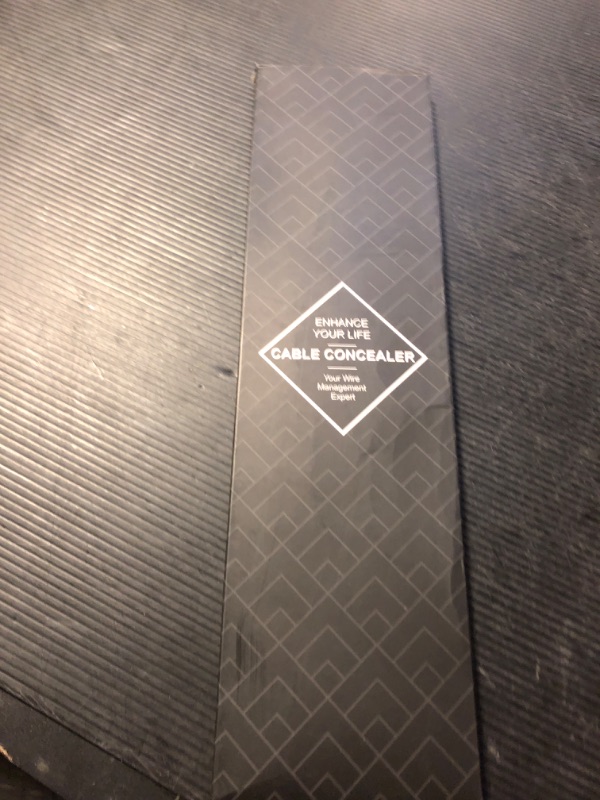 ENHANCE
YOUR LIFE
CABLE CONCEALER
Your Wire
Management
Expert